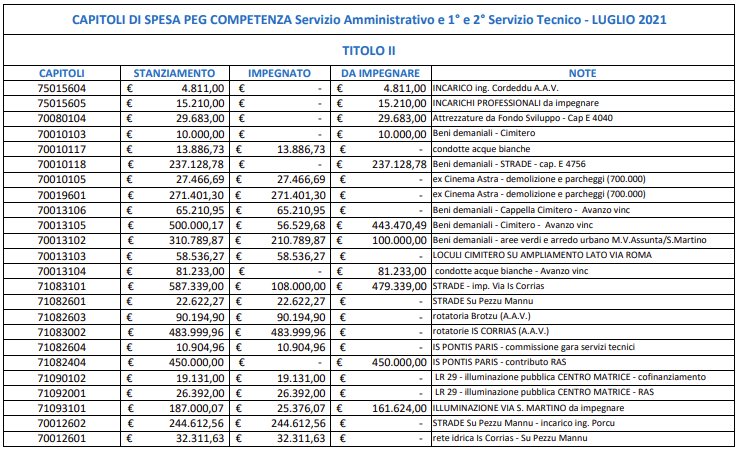 CAPITOLI DI SPESA PEG COMPETENZA Servizio Amministrativo e 1° e 2° Servizio Tecnico - LUGLIO 2021
TITOLO II
CAPITOLI STANZIAMENTO IMPEGNATO DA IMPEGNARE NOTE
75015604 € 4.811,00 € - € 4.811,00 INCARICO ing. Cordeddu A.A.V.
75015605 € 15.210,00 € - € 15.210,00 INCARICHI PROFESSIONALI da impegnare
70080104 € 29.683,00 € - € 29.683,00 Attrezzature da Fondo Sviluppo - Cap E 4040
70010103 € 10.000,00 € - € 10.000,00 Beni demaniali - Cimitero
70010117 € 13.886,73 € 13.886,73 € - condotte acque bianche
70010118 € 237.128,78 € - € 237.128,78 Beni demaniali - STRADE - cap. E 4756
70010105 € 27.466,69 € 27.466,69 € - ex Cinema Astra - demolizione e parcheggi (700.000)
70019601 € 271.401,30 € 271.401,30 € - ex Cinema Astra - demolizione e parcheggi (700.000)
70013106 € 65.210,95 € 65.210,95 € - Beni demaniali - Cappella Cimitero - Avanzo vinc
70013105 € 500.000,17 € 56.529,68 € 443.470,49 Beni demaniali - Cimitero - Avanzo vinc
70013102 € 310.789,87 € 210.789,87 € 100.000,00 Beni demaniali - aree verdi e arredo urbano M.V.Assunta/S.Martino
70013103 € 58.536,27 € 58.536,27 € - LOCULI CIMITERO SU AMPLIAMENTO LATO VIA ROMA
70013104 € 81.233,00 € - € 81.233,00 condotte acque bianche - Avanzo vinc
71083101 € 587.339,00 € 108.000,00 € 479.339,00 STRADE - imp. Via Is Corrias
71082601 € 22.622,27 € 22.622,27 € - STRADE Su Pezzu Mannu
71082603 € 90.194,90 € 90.194,90 € - rotatoria Brotzu (A.A.V.)
71083002 € 483.999,96 € 483.999,96 € - rotatorie IS CORRIAS (A.A.V.)
71082604 € 10.904,96 € 10.904,96 € - IS PONTIS PARIS - commissione gara servizi tecnici
71082404 € 450.000,00 € - € 450.000,00 IS PONTIS PARIS - contributo RAS
71090102 € 19.131,00 € 19.131,00 € - LR 29 - illuminazione pubblica CENTRO MATRICE - cofinanziamento
71092001 € 26.392,00 € 26.392,00 € - LR 29 - illuminazione pubblica CENTRO MATRICE - RAS
71093101 € 187.000,07 € 25.376,07 € 161.624,00 ILLUMINAZIONE VIA S. MARTINO da impegnare
70012602 € 244.612,56 € 244.612,56 € - STRADE Su Pezzu Mannu - incarico ing. Porcu
70012601 € 32.311,63 € 32.311,63 € - rete idrica Is Corrias - Su Pezzu Mannu